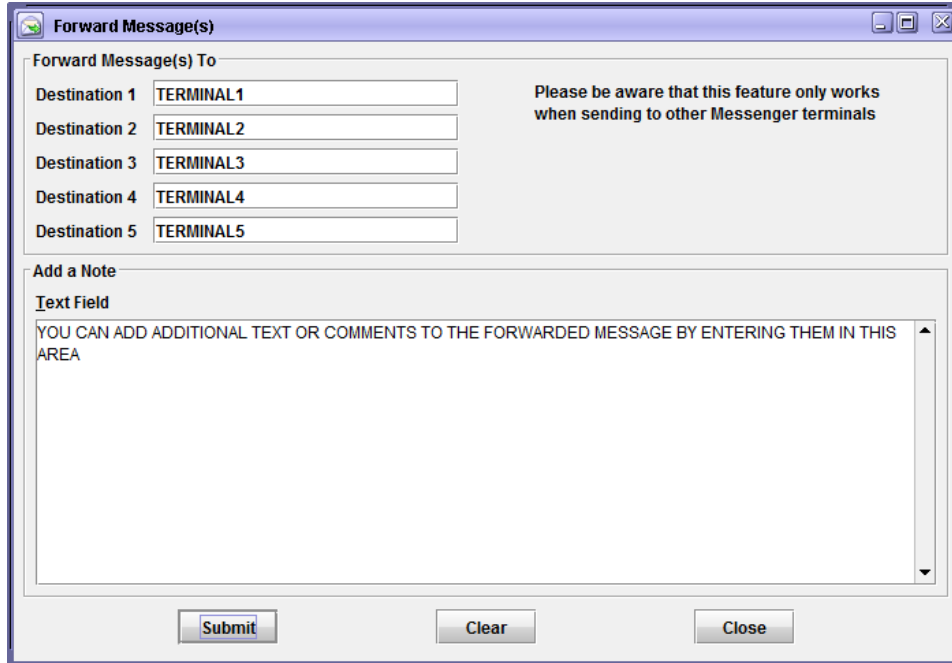 Forward Message(s)
Forward Message(s) To
Destination 1 TERMINAL1
Destination 2 TERMINAL2
Destination 3 TERMINAL3
Destination 4 TERMINAL4
Destination 5 TERMINAL5
Please be aware that this feature only works
when sending to other Messenger terminals
Add a Note
Text Field
YOU CAN ADD ADDITIONAL TEXT OR COMMENTS TO THE FORWARDED MESSAGE BY ENTERING THEM IN THIS
AREA
Submit Clear Close